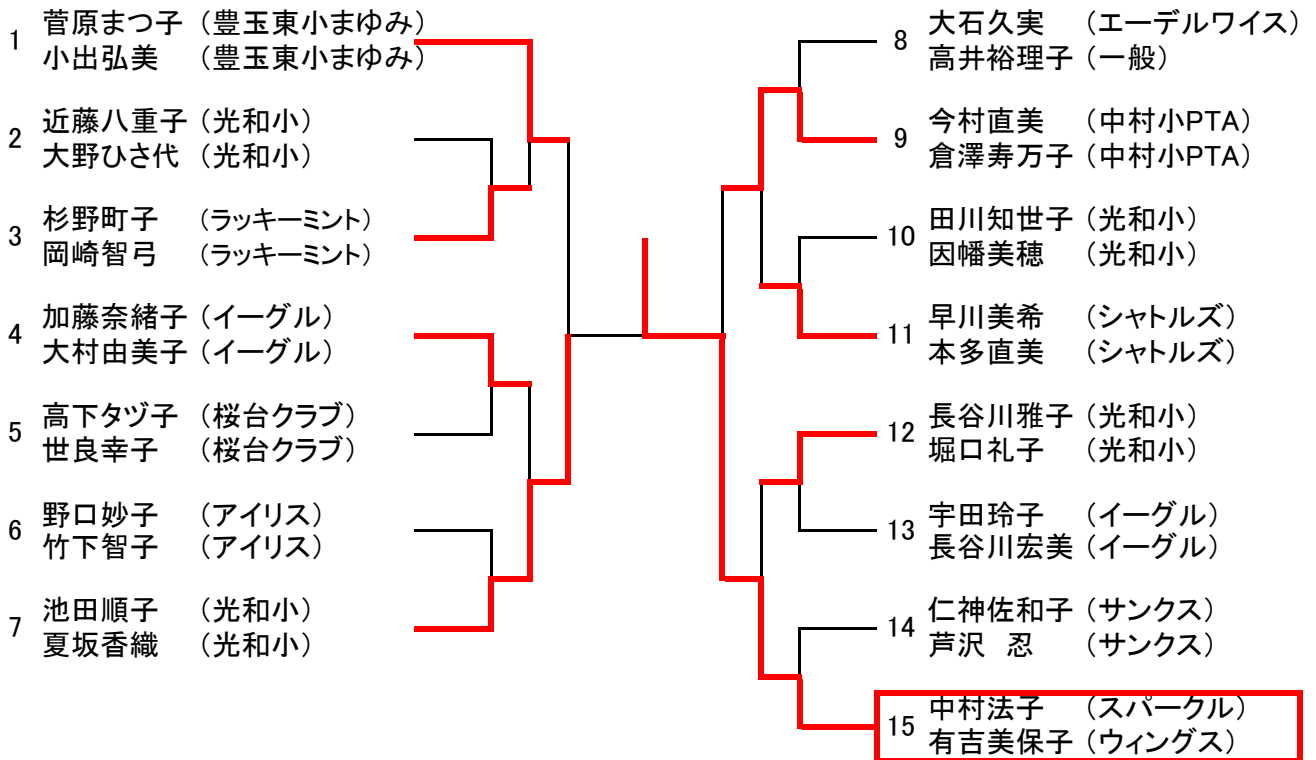 1
菅原まつ子 (豊玉東小まゆみ)
小出弘美 (豊玉東小まゆみ)
2
近藤八重子 (光和小)
大野ひさ代 (光和小)
3
杉野町子 (ラッキーミント)
岡崎智弓 (ラッキーミント)
4
加藤奈緒子 (イーグル)
大村由美子 (イーグル)
5
高下タヅ子 (桜台クラブ)
世良幸子 (桜台クラブ)
6
野口妙子 (アイリス)
竹下智子 (アイリス)
7
池田順子 (光和小)
夏坂香織 (光和小)
8
大石久実 (エーデルワイス)
高井裕理子 (一般)
9
今村直美 (中村小PTA)
倉澤寿万子 (中村小PTA)
10
田川知世子 (光和小)
因幡美穂 (光和小)
11
早川美希 (シャトルズ)
本多直美 (シャトルズ)
12
長谷川雅子 (光和小)
堀口礼子 (光和小)
13
宇田玲子 (イーグル)
長谷川宏美 (イーグル)
14
仁神佐和子 (サンクス)
芦沢 忍 (サンクス)
15
中村法子 (スパークル)
有吉美保子 (ウィングス)